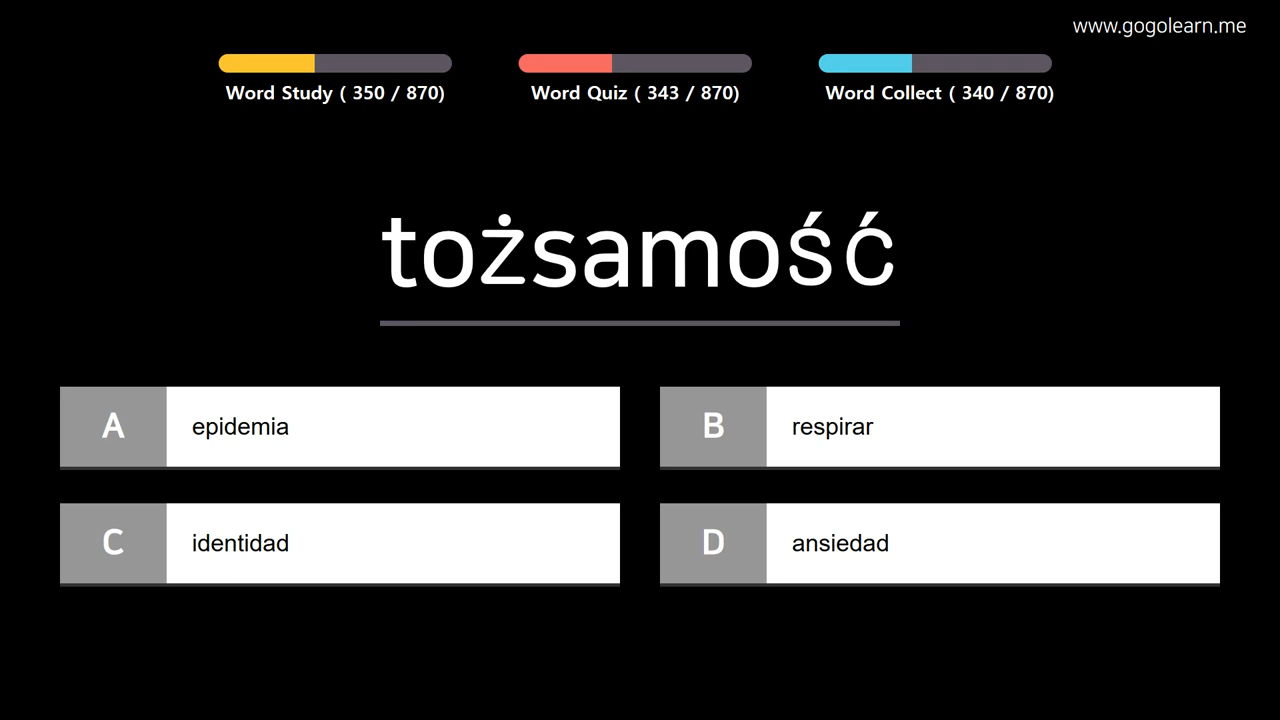 www.gogolearn.me
Word Study ( 350 / 870)
Word Quiz ( 343 / 870)
Word Collect ( 340 / 870)
tożsamość
A
epidemia
B
respirar
C
identidad
D
ansiedad